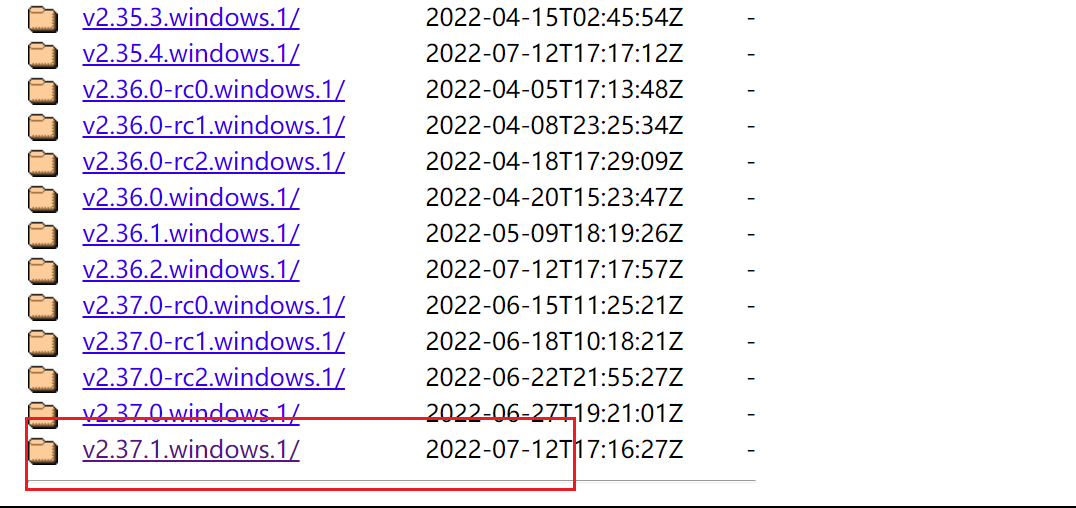 v2.35.3.windows.1/ 2022-04-15T02:45:54Z -
v2.35.4.windows.1/ 2022-07-12T17:17:12Z -
v2.36.0-rc0.windows.1/ 2022-04-05T17:13:48Z -
v2.36.0-rc1.windows.1/ 2022-04-08T23:25:34Z -
v2.36.0-rc2.windows.1/ 2022-04-18T17:29:09Z -
v2.36.0.windows.1/ 2022-04-20T15:23:47Z -
v2.36.1.windows.1/ 2022-05-09T18:19:26Z -
v2.36.2.windows.1/ 2022-07-12T17:17:57Z -
v2.37.0-rc0.windows.1/ 2022-06-15T11:25:21Z -
v2.37.0-rc1.windows.1/ 2022-06-18T10:18:21Z -
v2.37.0-rc2.windows.1/ 2022-06-22T21:55:27Z -
v2.37.0.windows.1/ 2022-06-27T19:21:01Z -
v2.37.1.windows.1/ 2022-07-12T17:16:27Z -